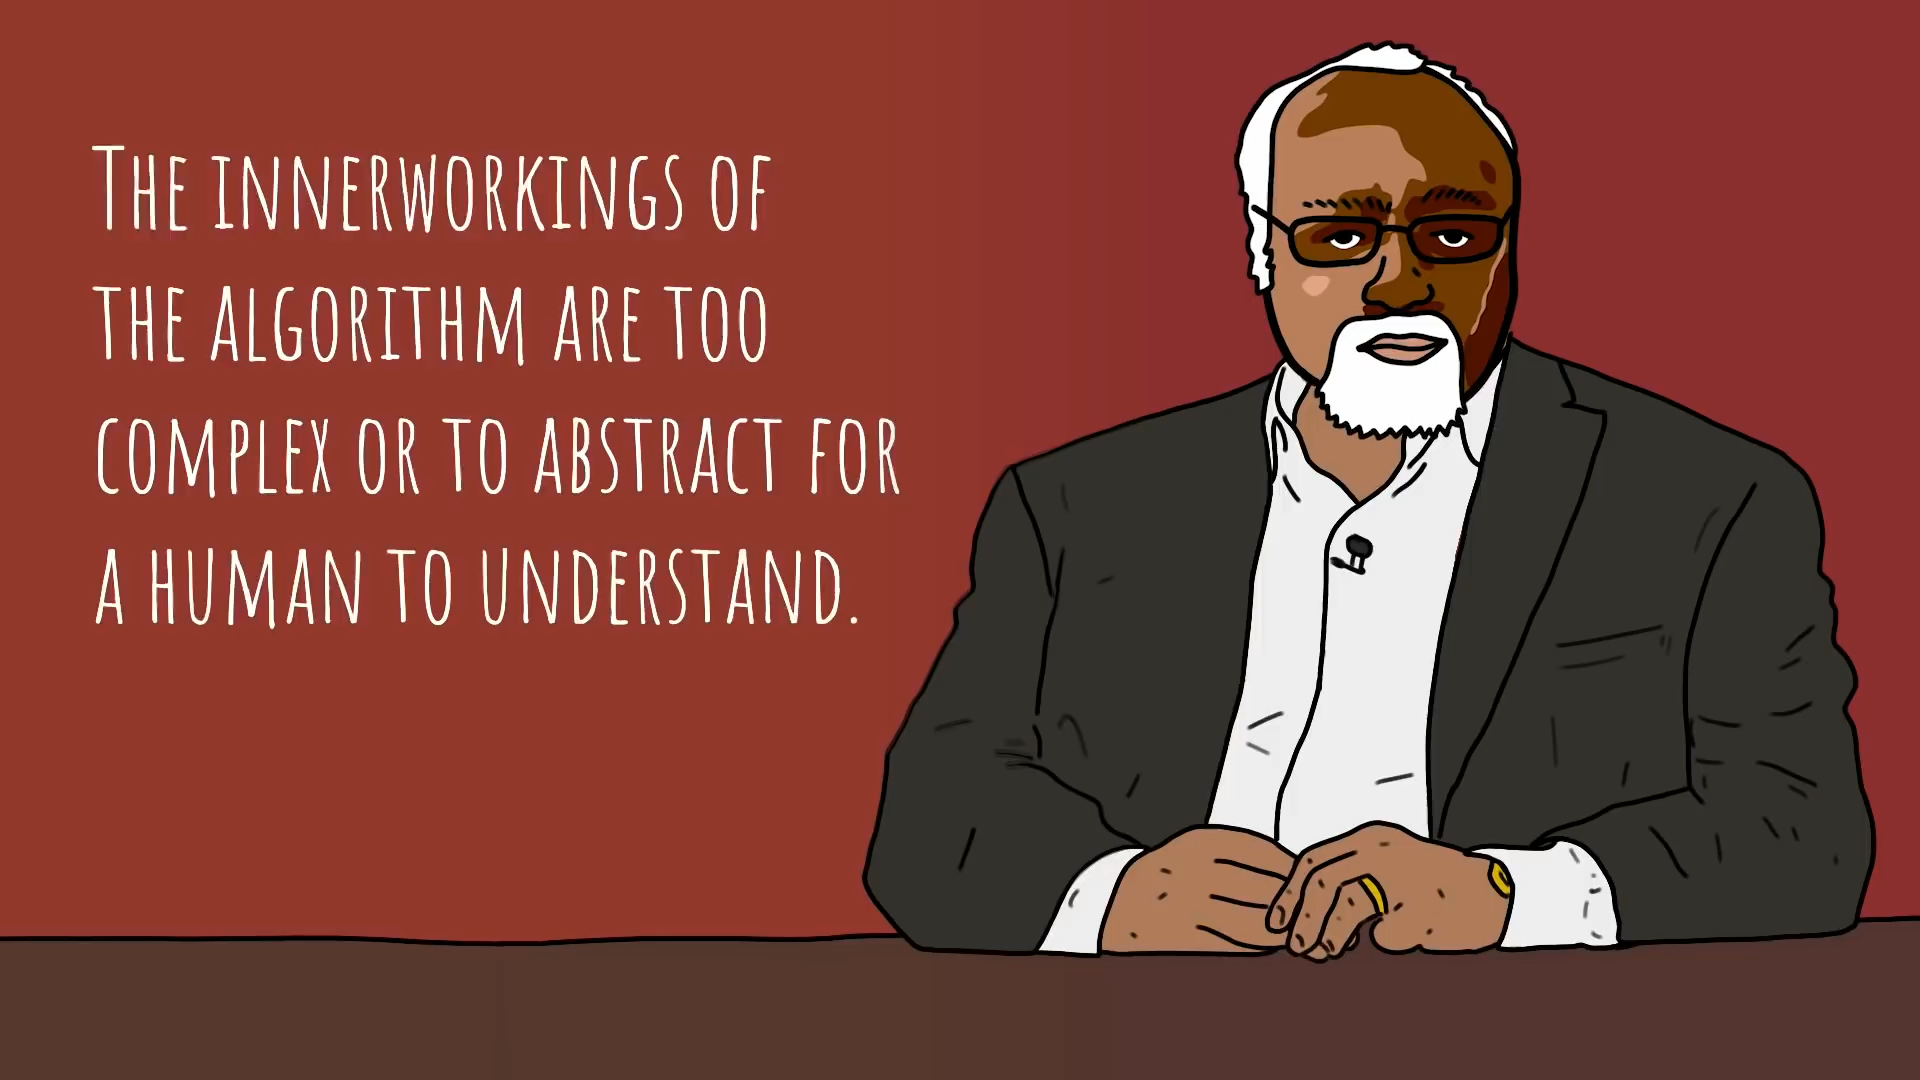 The innerworkings of
the algorithm are too
complex or to abstract for
a human to understand.